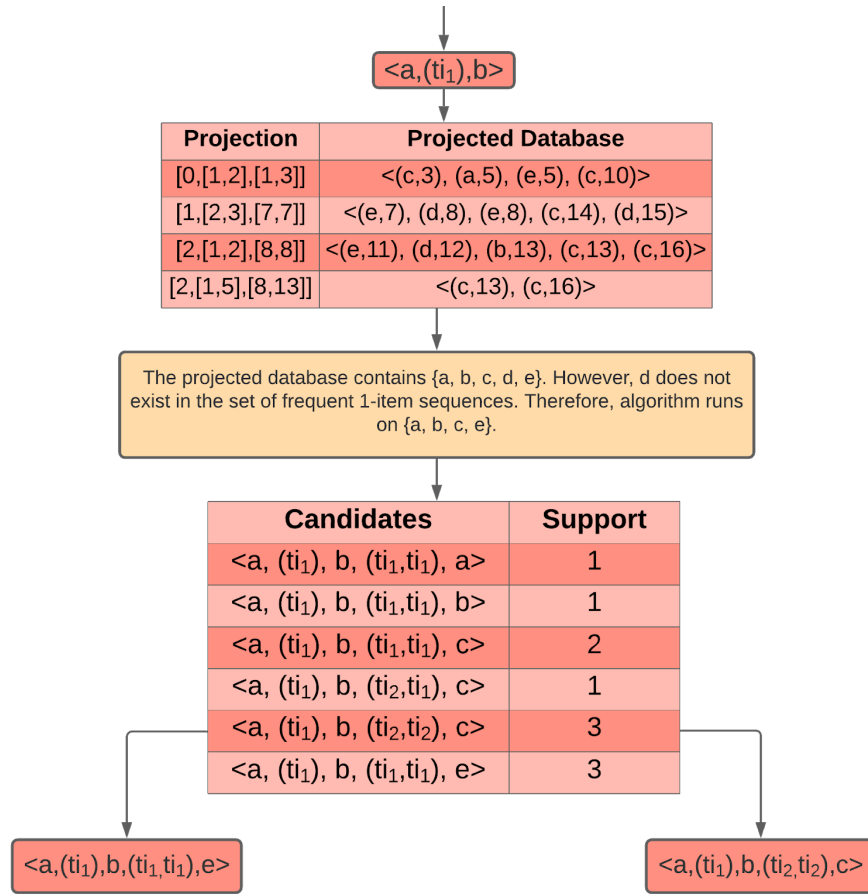 <a,(ti₁),b>
Projection Projected Database
[0,[1,2],[1,3]] <(c,3), (a,5), (e,5), (c,10)>
[1,[2,3],[7,7]] <(e,7), (d,8), (e,8), (c,14), (d,15)>
[2,[1,2],[8,8]] <(e,11), (d,12), (b,13), (c,13), (c,16)>
[2,[1,5],[8,13]] <(c,13), (c,16)>
The projected database contains {a, b, c, d, e}. However, d does not
exist in the set of frequent 1-item sequences. Therefore, algorithm runs
on {a, b, c, e}.
Candidates Support
<a, (ti₁), b, (ti₁,ti₁), a> 1
<a, (ti₁), b, (ti₁,ti₁), b> 1
<a, (ti₁), b, (ti₁,ti₁), c> 2
<a, (ti₁), b, (ti₂,ti₁), c> 1
<a, (ti₁), b, (ti₂,ti₂), c> 3
<a, (ti₁), b, (ti₁,ti₁), e> 3
<a,(ti₁),b,(ti₁,ti₁),e> <a,(ti₁),b,(ti₂,ti₂),c>